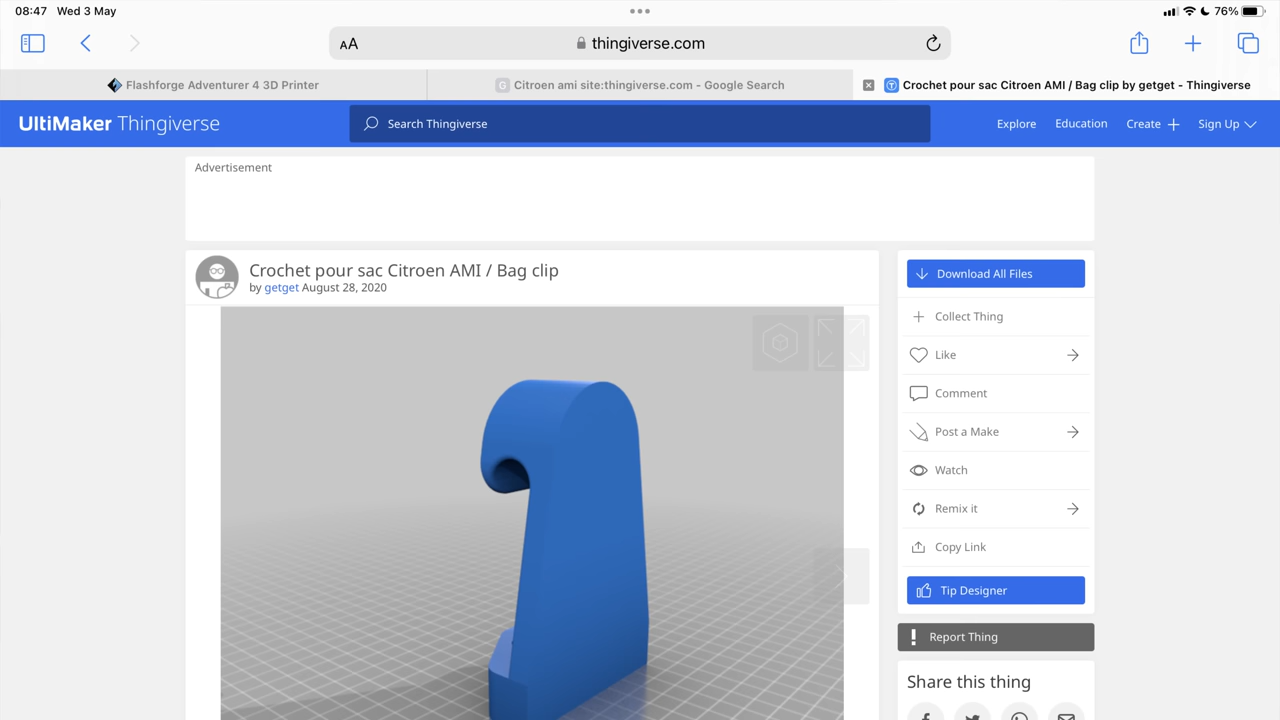 08:47 Wed 3 May
76%
AA
thingiverse.com
Flashforge Adventurer 4 3D Printer
G Citroen ami site:thingiverse.com - Google Search
Crochet pour sac Citroen AMI / Bag clip by getget - Thingiverse
UltiMaker Thingiverse
Search Thingiverse
Explore
Education
Create
Sign Up
Advertisement
Crochet pour sac Citroen AMI / Bag clip
by getget August 28, 2020
Download All Files
Collect Thing
Like
Comment
Post a Make
Watch
Remix it
Copy Link
Tip Designer
Report Thing
Share this thing